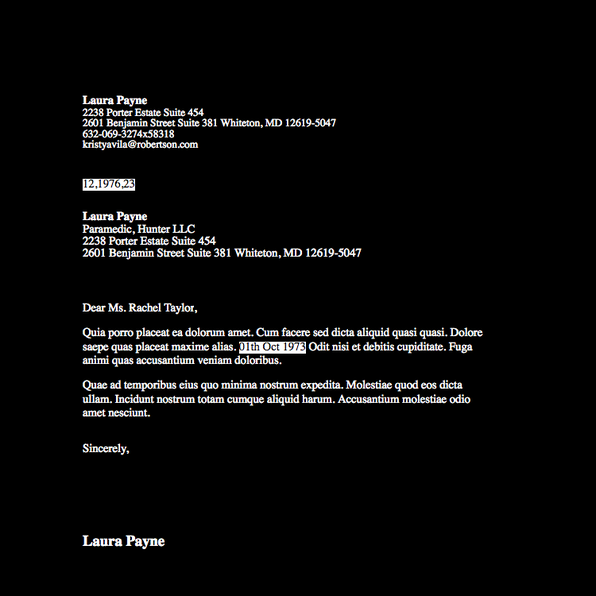 Laura Payne
2238 Porter Estate Suite 454
2601 Benjamin Street Suite 381 Whiteton, MD 12619-5047
632-069-3274x58318
kristyavila@robertson.com
12,1976,23
Laura Payne
Paramedic, Hunter LLC
2238 Porter Estate Suite 454
2601 Benjamin Street Suite 381 Whiteton, MD 12619-5047
Dear Ms. Rachel Taylor,
Quia porro placeat ea dolorum amet. Cum facere sed dicta aliquid quasi quasi. Dolore
saepe quas placeat maxime alias. 01th Oct 1973 Odit nisi et debitis cupiditate. Fuga
animi quas accusantium veniam doloribus.
Quae ad temporibus eius quo minima nostrum expedita. Molestiae quod eos dicta
ullam. Incidunt nostrum totam cumque aliquid harum. Accusantium molestiae odio
amet nesciunt.
Sincerely,
Laura Payne